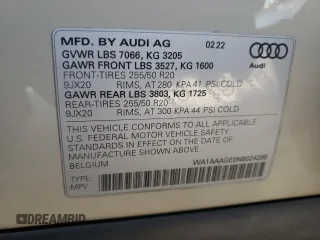 MFD. BY AUDI AG 02 22
GVWR LBS 7066, KG 3205
GAWR FRONT LBS 3527, KG 1600
FRONT-TIRES 255/50 R20
9JX20 RIMS, AT 280 KPA 41 PSI COLD
GAWR REAR LBS 3803, KG 1725
REAR-TIRES 255/50 R20
9JX20 RIMS, AT 300 KPA 44 PSI COLD
THIS VEHICLE CONFORMS TO ALL APPLICABLE
U.S. FEDERAL MOTOR VEHICLE SAFETY
STANDARDS IN EFFECT ON THE DATE OF
MANUFACTURE SHOWN ABOVE.
BELGIUM
TYPE:
MPV
Audi